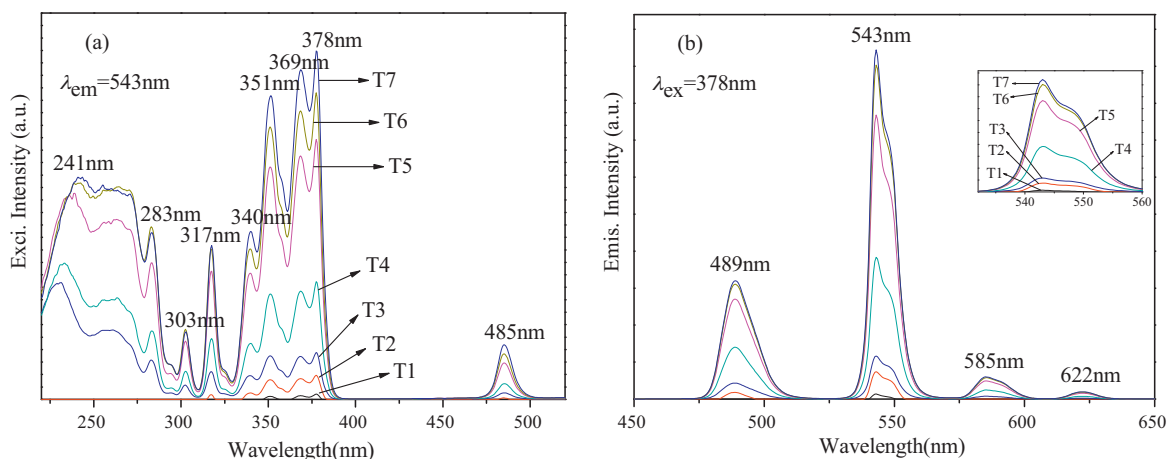 (a)
λem=543nm
241nm
283nm
303nm
317nm
340nm
351nm
369nm
378nm
T7
T6
T5
T4
T3
T2
T1
485nm
Exci. Intensity (a.u.)
250 300 350 400 450 500
Wavelength(nm)
(b)
λex=378nm
489nm
543nm
585nm
622nm
T7
T6
T3
T2
T1
T5
T4
540 550 560
Emis. Intensity (a.u.)
450 500 550 600 650
Wavelength(nm)